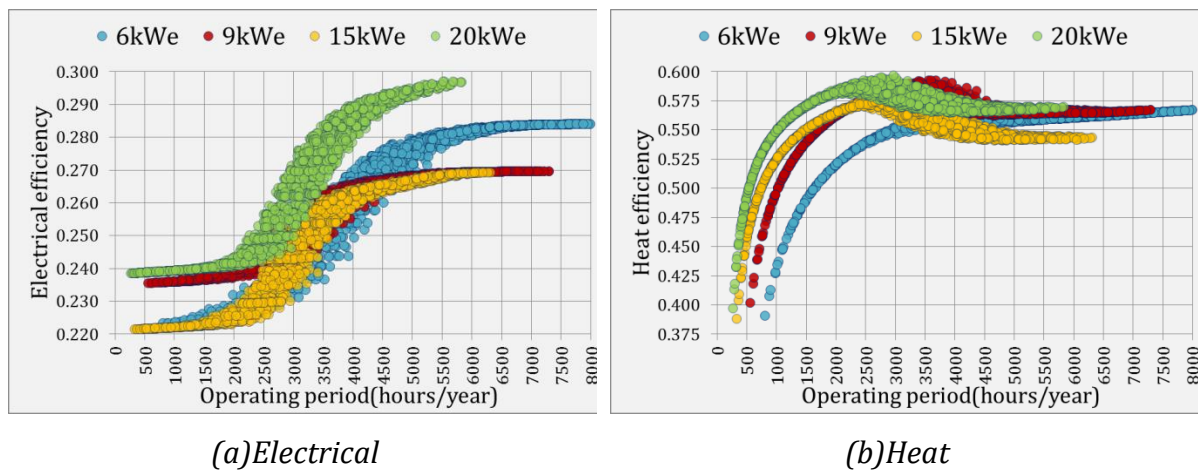 6kWe 9kWe 15kWe 20kWe
0.300
0.290
0.280
0.270
0.260
0.250
0.240
0.230
0.220
Electrical efficiency
0 500 1000 1500 2000 2500 3000 3500 4000 4500 5000 5500 6000 6500 7000 7500 8000
Operating period(hours/year)
(a)Electrical
6kWe 9kWe 15kWe 20kWe
0.600
0.575
0.550
0.525
0.500
0.475
0.450
0.425
0.400
0.375
Heat efficiency
0 500 1000 1500 2000 2500 3000 3500 4000 4500 5000 5500 6000 6500 7000 7500 8000
Operating period(hours/year)
(b)Heat